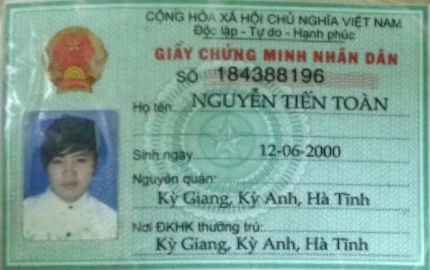 CỘNG HÒA XÃ HỘI CHỦ NGHĨA VIỆT NAM
Độc lập - Tự do - Hạnh phúc
GIẤY CHỨNG MINH NHÂN DÂN
SỐ 184388196
Họ tên: NGUYỄN TIẾN TOÀN
Sinh ngày 12-06-2000
Nguyên quán:
Kỳ Giang, Kỳ Anh, Hà Tĩnh
Nơi ĐKHK thường trú:
Kỳ Giang, Kỳ Anh, Hà Tĩnh